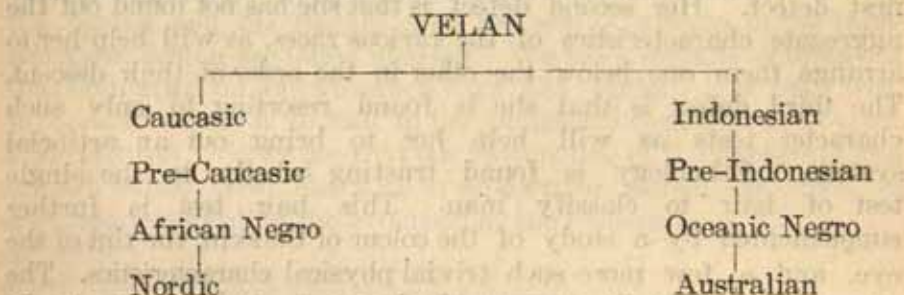 VELAN
Caucasic Indonesian
Pre–Caucasic Pre–Indonesian
African Negro Oceanic Negro
Nordic Australian